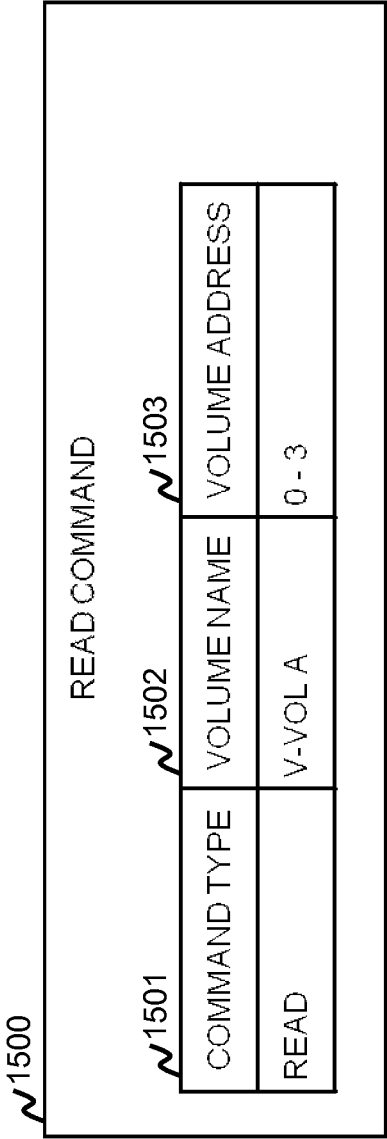 1500
READ COMMAND
1501 1502 1503
COMMAND TYPE VOLUME NAME VOLUME ADDRESS
READ V-VOL A 0 - 3